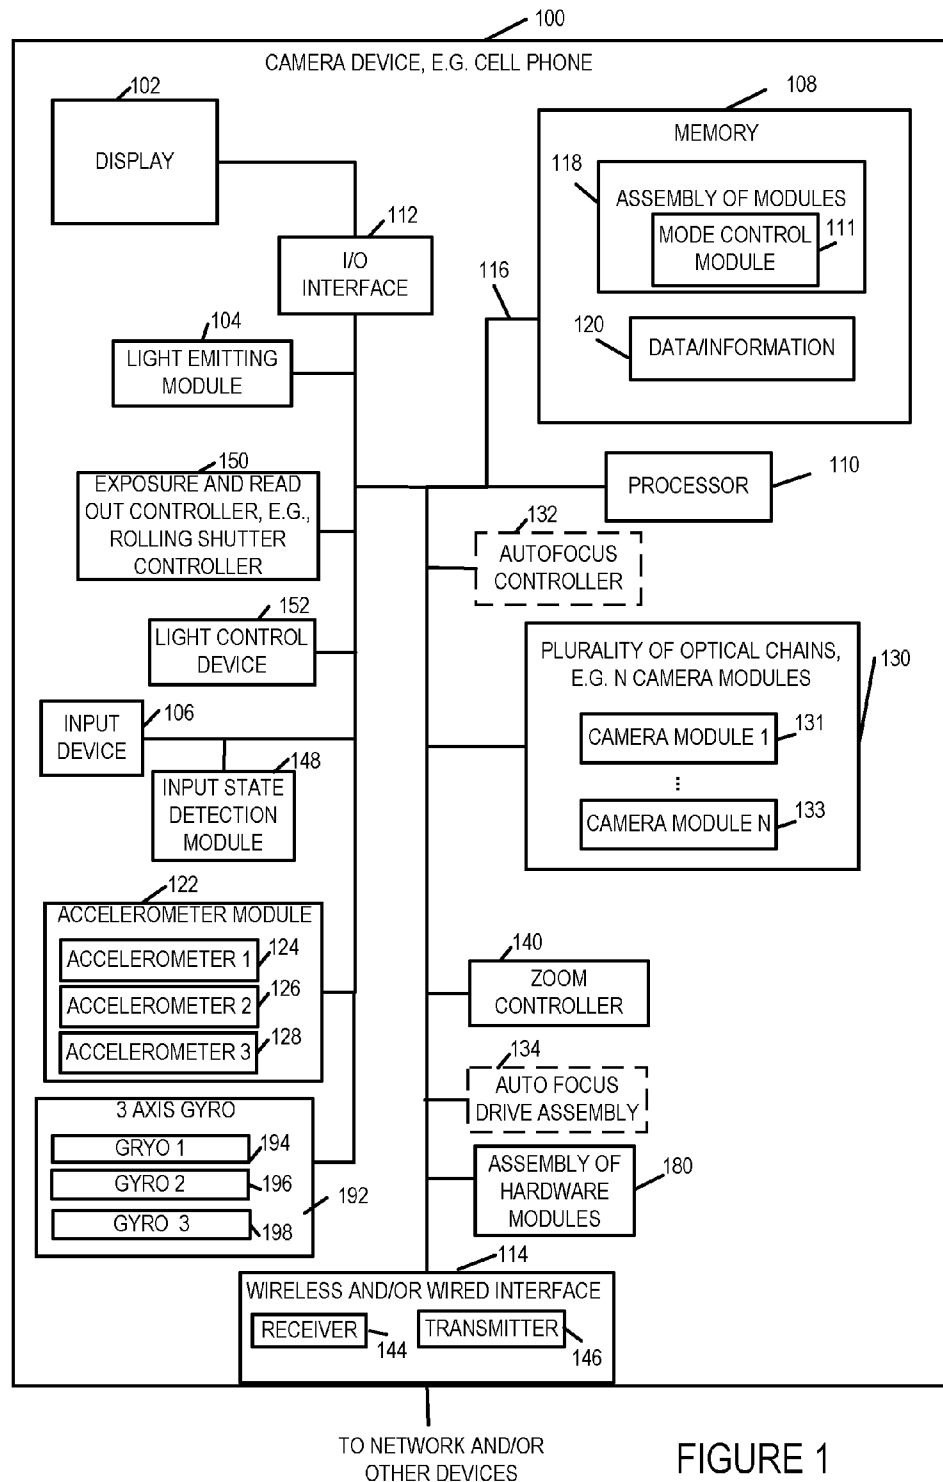 100
CAMERA DEVICE, E.G. CELL PHONE
102
DISPLAY
112
I/O
INTERFACE
104
LIGHT EMITTING
MODULE
150
EXPOSURE AND READ
OUT CONTROLLER, E.G.,
ROLLING SHUTTER
CONTROLLER
152
LIGHT CONTROL
DEVICE
106
INPUT
DEVICE
148
INPUT STATE
DETECTION
MODULE
122
ACCELEROMETER MODULE
ACCELEROMETER 1
124
ACCELEROMETER 2
126
ACCELEROMETER 3
128
3 AXIS GYRO
GRYO 1
194
GYRO 2
196
GYRO 3
198
192
108
MEMORY
118
ASSEMBLY OF MODULES
MODE CONTROL
MODULE
111
116
120
DATA/INFORMATION
PROCESSOR
110
132
AUTOFOCUS
CONTROLLER
PLURALITY OF OPTICAL CHAINS,
E.G. N CAMERA MODULES
130
CAMERA MODULE 1
131
...
CAMERA MODULE N
133
140
ZOOM
CONTROLLER
134
AUTO FOCUS
DRIVE ASSEMBLY
ASSEMBLY OF
HARDWARE
MODULES
180
114
WIRELESS AND/OR WIRED INTERFACE
RECEIVER
144
TRANSMITTER
146
TO NETWORK AND/OR
OTHER DEVICES
FIGURE 1